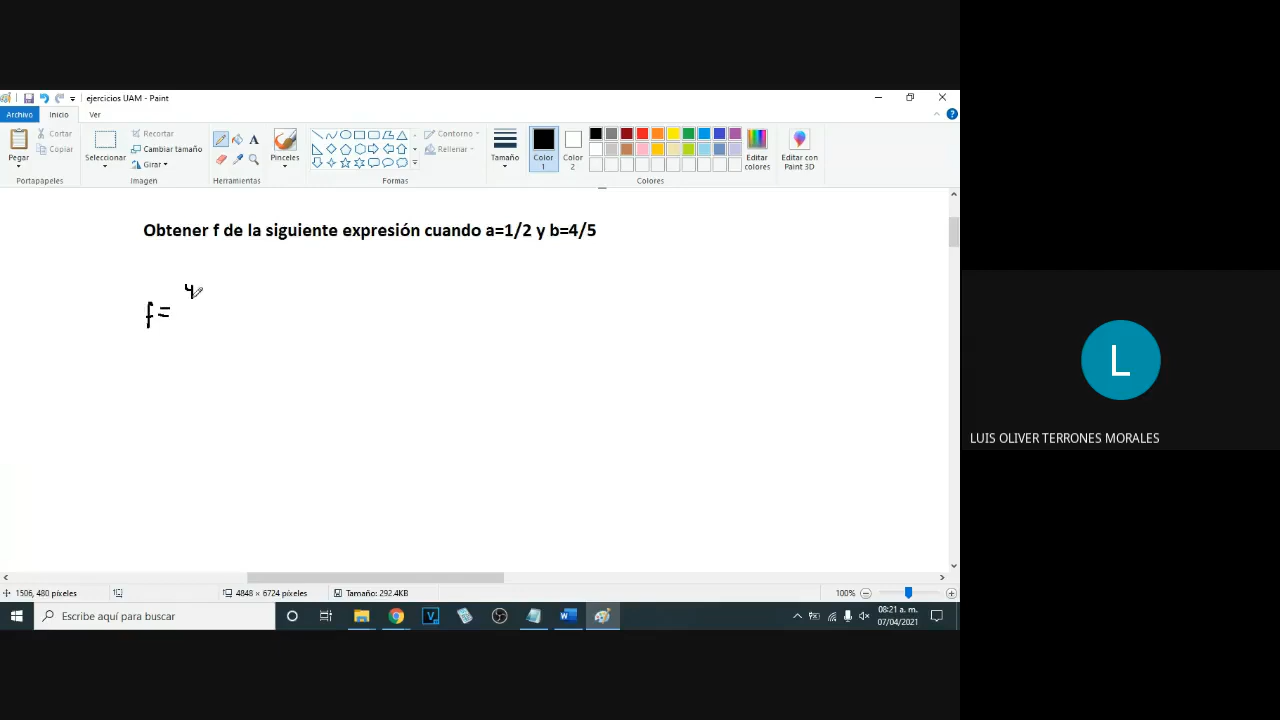 ejercicios UAM - Paint
Archivo Inicio Ver
Pegar
Cortar
Copiar
Portapapeles
Seleccionar
Recortar
Cambiar tamaño
Girar
Imagen
A
Herramientas
Pinceles
Contorno
Rellenar
Formas
Tamaño
Color 1
Color 2
Editar colores
Editar con Paint 3D
Colores
Obtener f de la siguiente expresión cuando a=1/2 y b=4/5
4
f=
L
LUIS OLIVER TERRONES MORALES
1506, 480 píxeles
4848 × 6724 píxeles
Tamaño: 292.4KB
100%
Escribe aquí para buscar
08:21 a. m.
07/04/2021